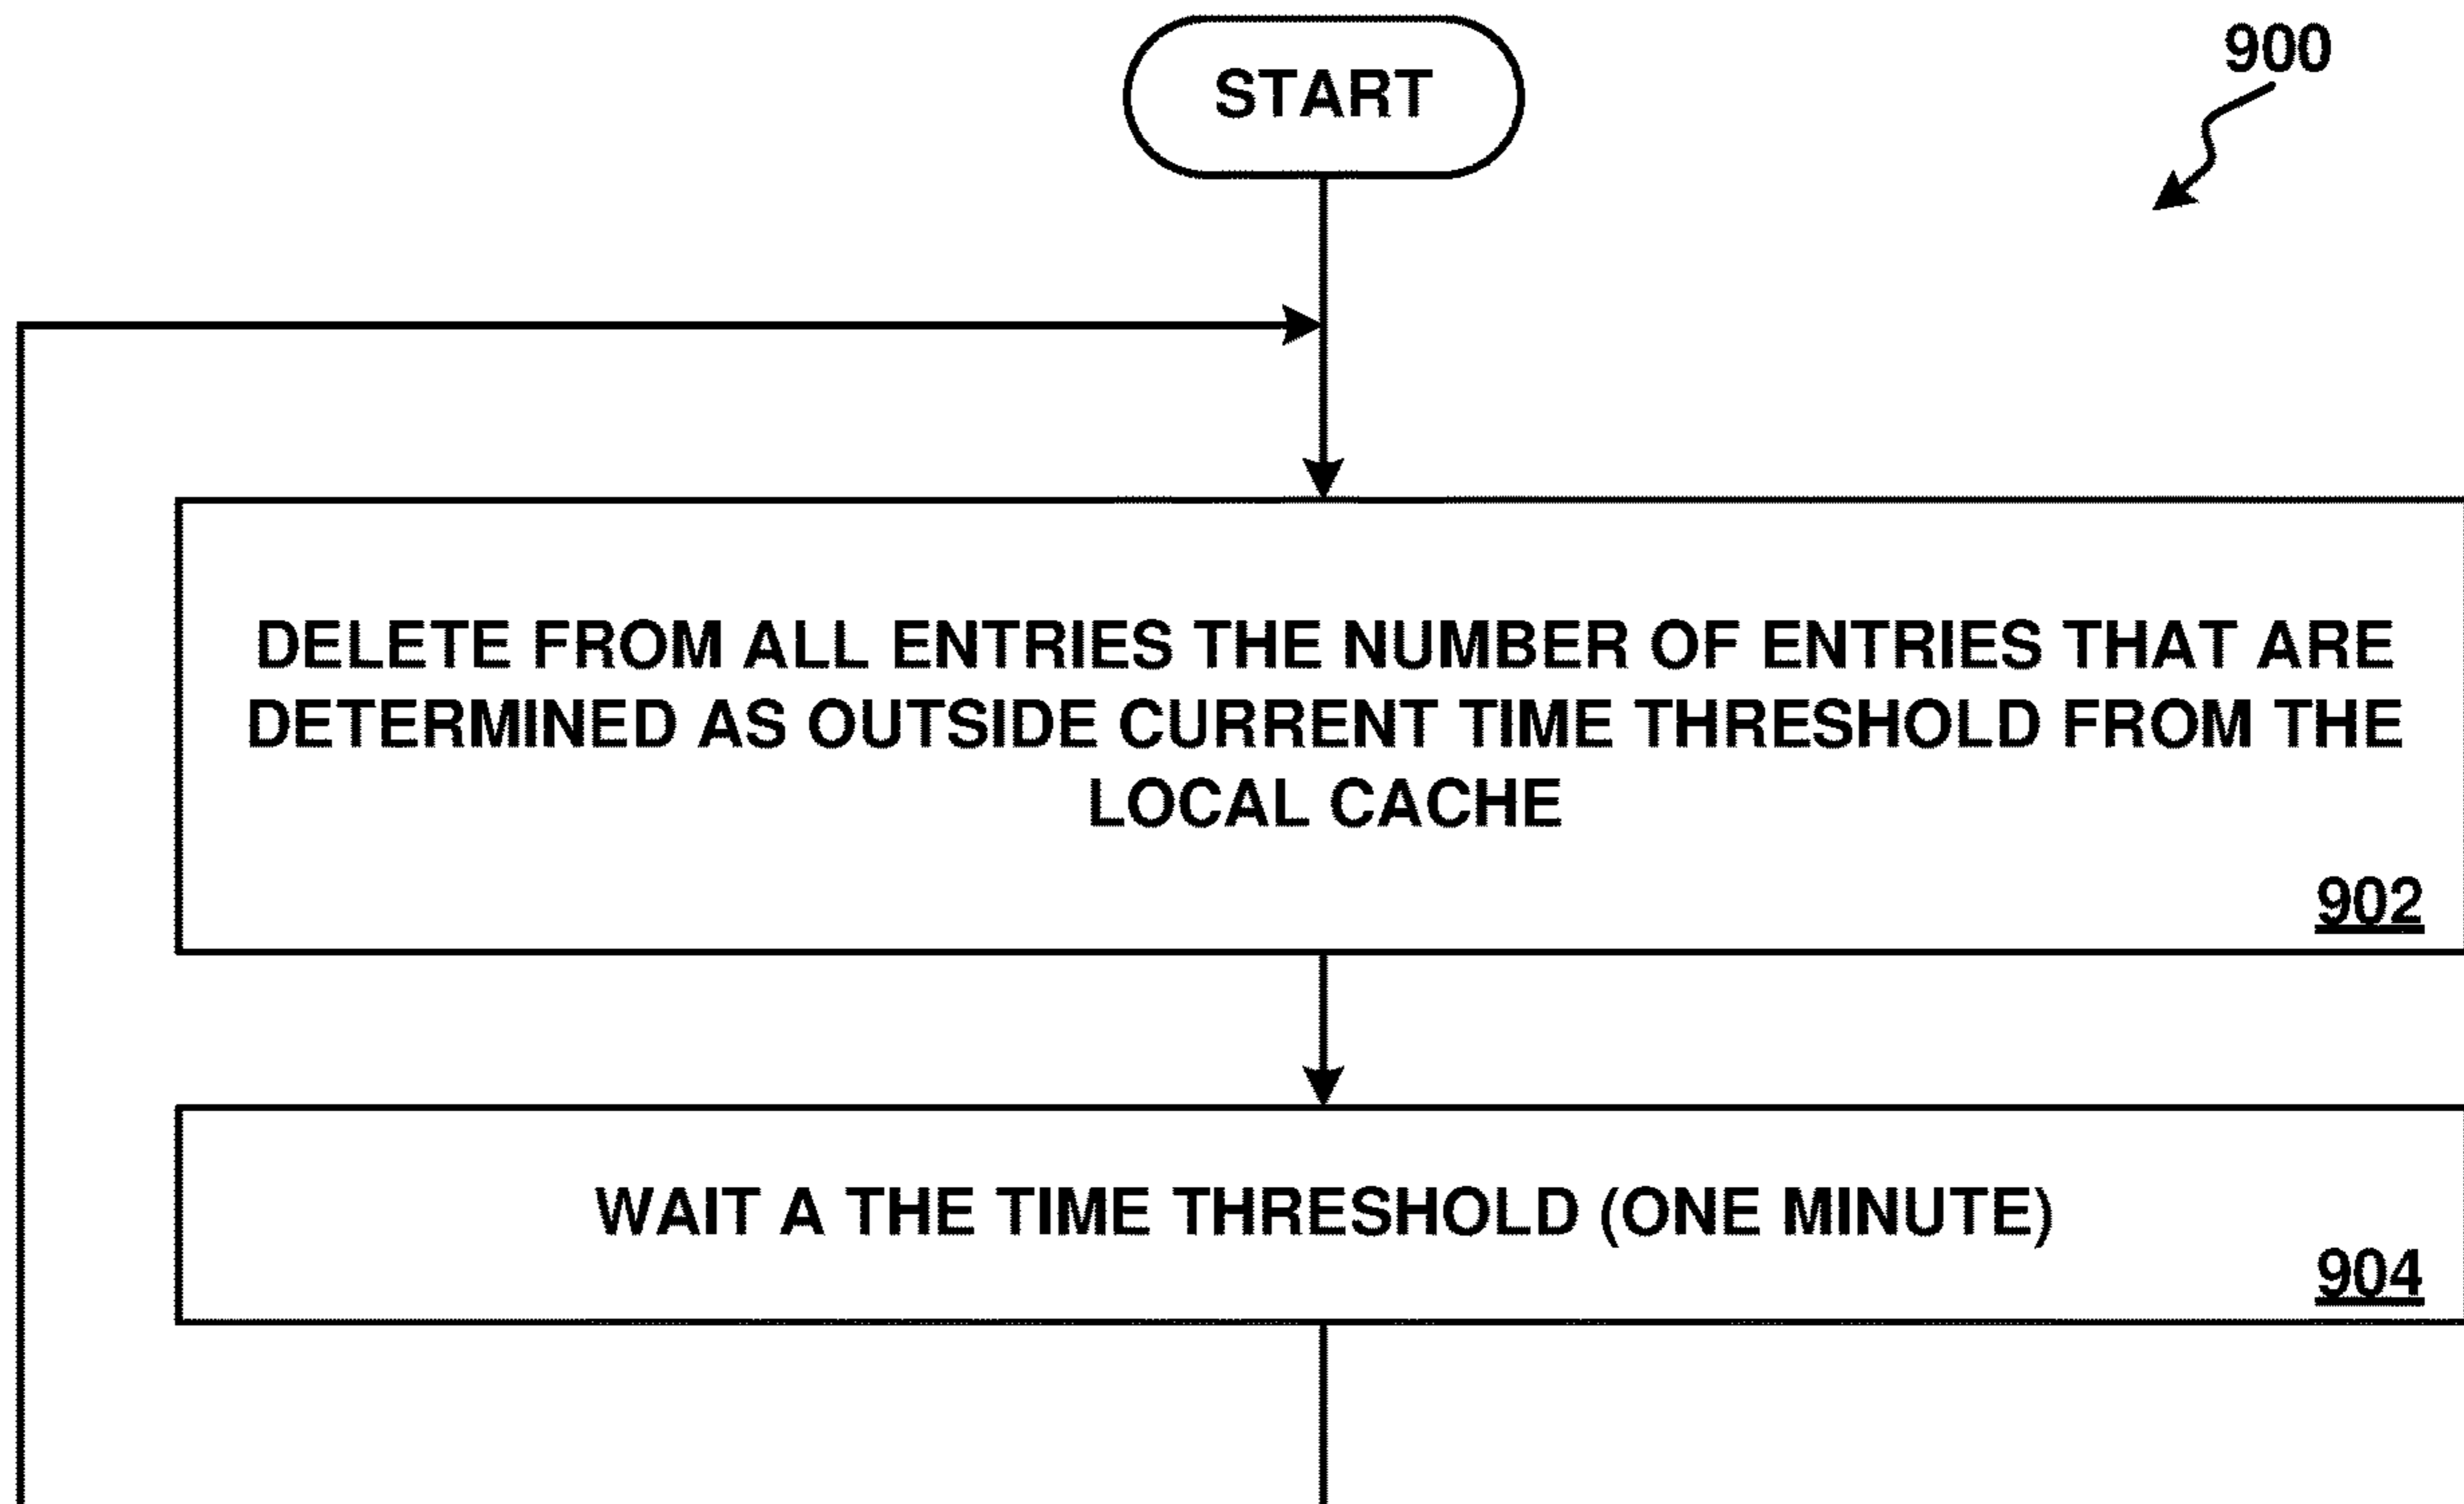 START
900
DELETE FROM ALL ENTRIES THE NUMBER OF ENTRIES THAT ARE
DETERMINED AS OUTSIDE CURRENT TIME THRESHOLD FROM THE
LOCAL CACHE
902
WAIT A THE TIME THRESHOLD (ONE MINUTE)
904